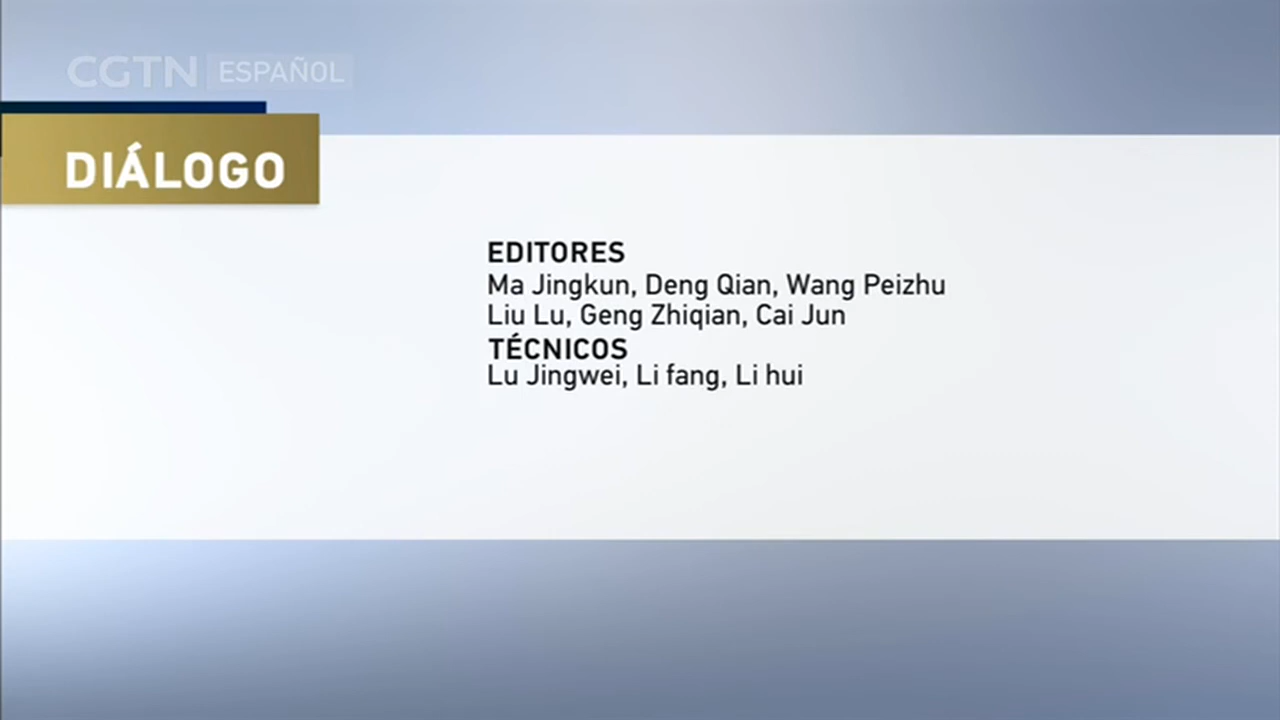 CGTN ESPAÑOL
DIÁLOGO
EDITORES
Ma Jingkun, Deng Qian, Wang Peizhu
Liu Lu, Geng Zhiqian, Cai Jun
TÉCNICOS
Lu Jingwei, Li fang, Li hui